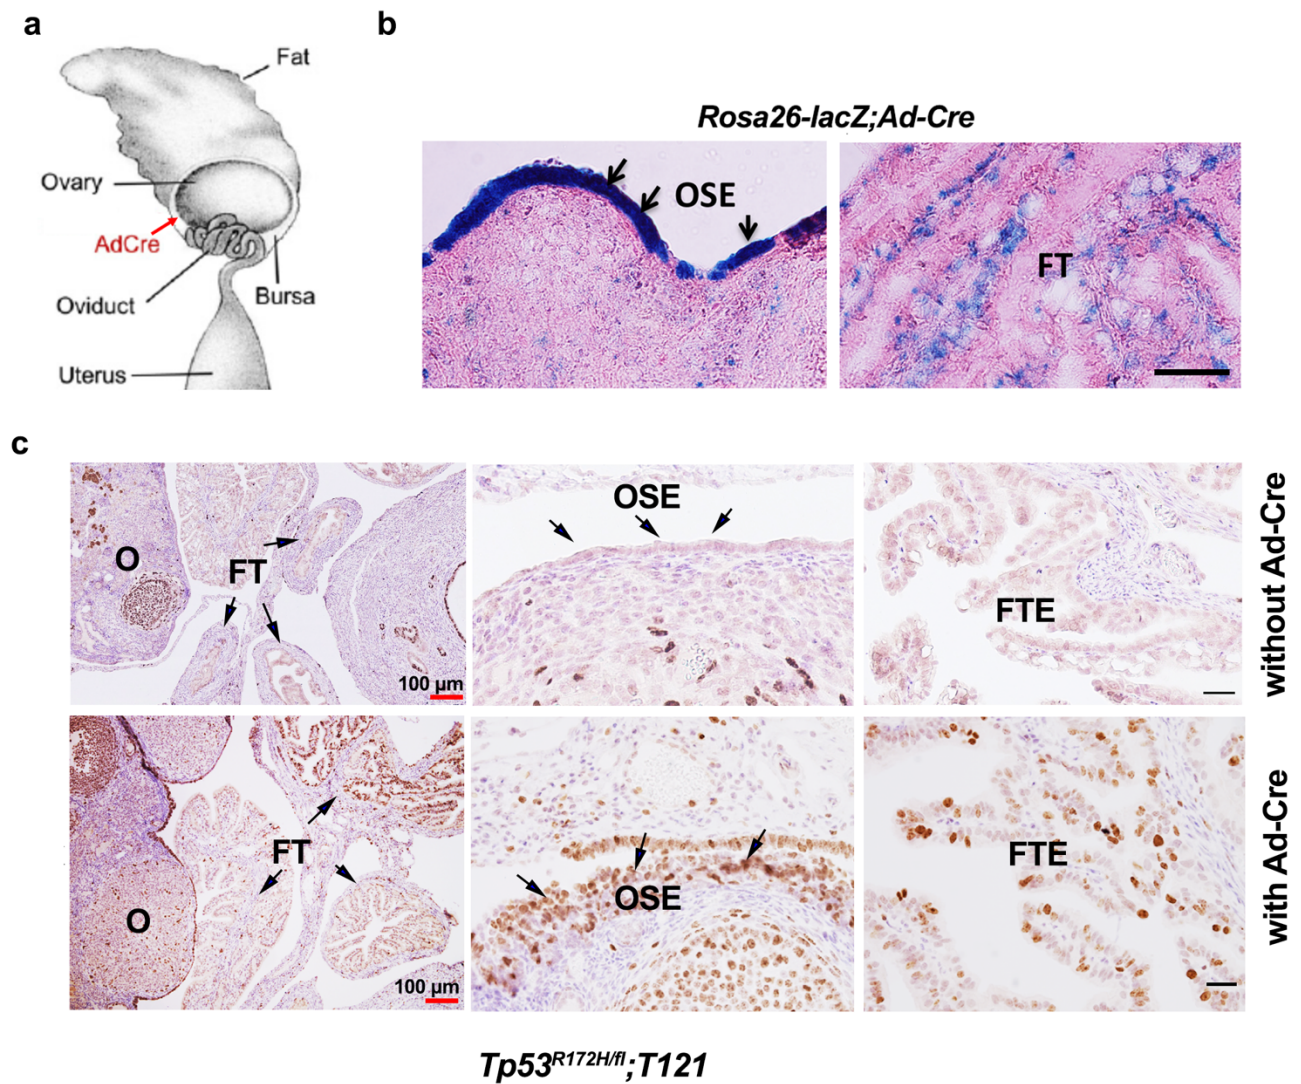 a
Fat
Ovary
AdCre
Oviduct
Bursa
Uterus
b
Rosa26-lacZ;Ad-Cre
OSE
FT
c
O
FT
100 µm
OSE
FTE
without Ad-Cre
O
FT
100 µm
OSE
FTE
with Ad-Cre
Tp53R172H/fl;T121